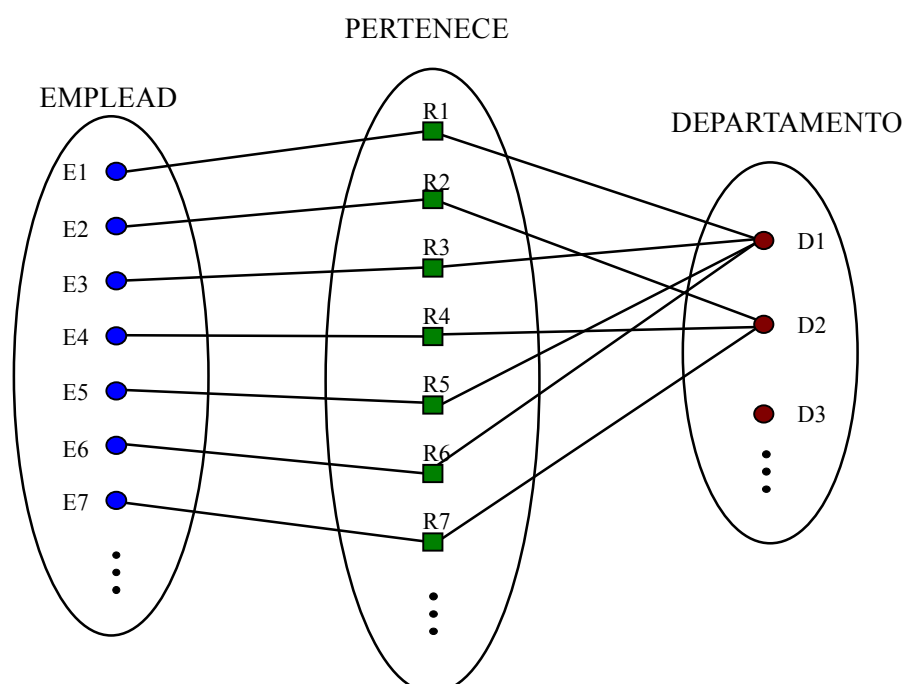 PERTENECE
EMPLEAD
DEPARTAMENTO
R1
E1
R2
E2
D1
R3
E3
R4
E4
D2
R5
E5
D3
R6
E6
R7
E7